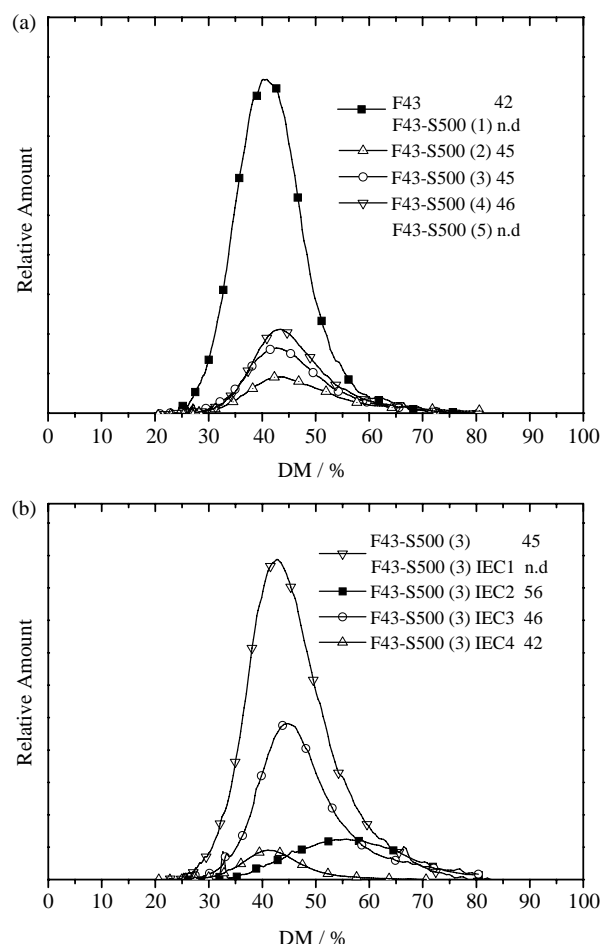 (a)
F43 42
F43-S500 (1) n.d
F43-S500 (2) 45
F43-S500 (3) 45
F43-S500 (4) 46
F43-S500 (5) n.d
Relative Amount
0 10 20 30 40 50 60 70 80 90 100
DM / %
(b)
F43-S500 (3) 45
F43-S500 (3) IEC1 n.d
F43-S500 (3) IEC2 56
F43-S500 (3) IEC3 46
F43-S500 (3) IEC4 42
Relative Amount
0 10 20 30 40 50 60 70 80 90 100
DM / %